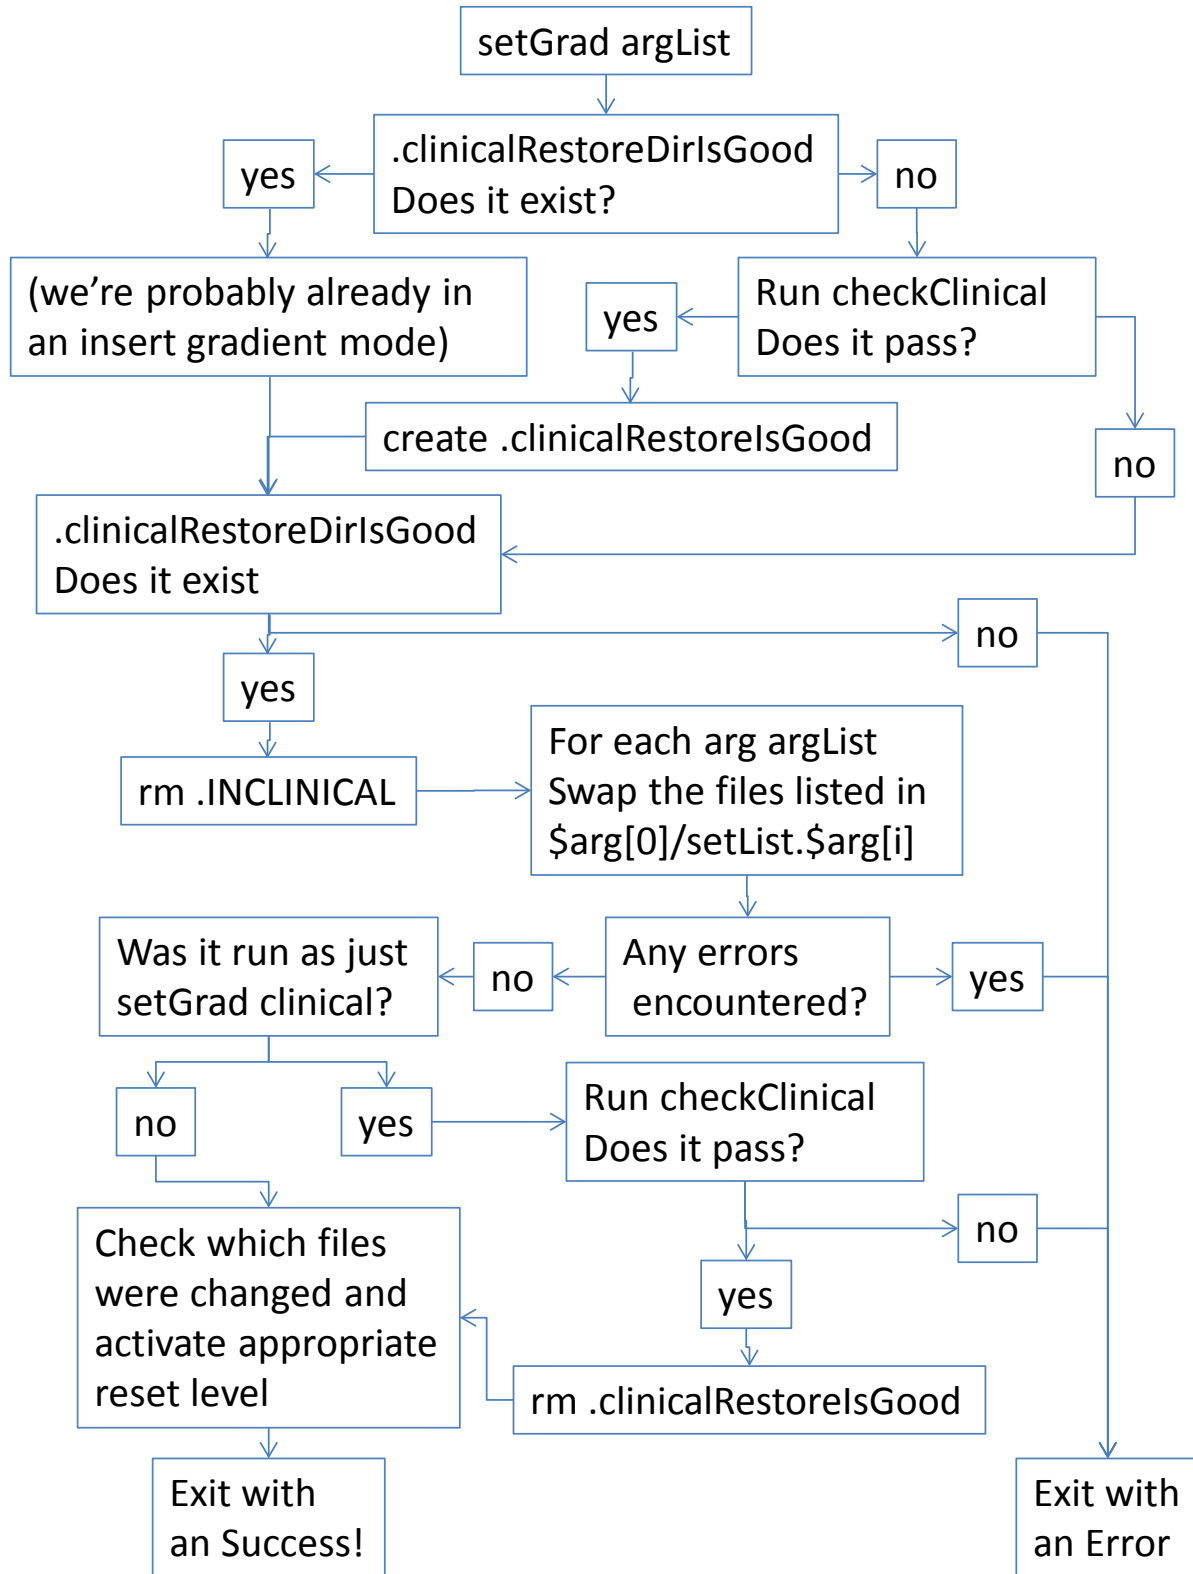 setGrad argList
.clinicalRestoreDirIsGood
Does it exist?
yes
no
(we're probably already in
an insert gradient mode)
yes
Run checkClinical
Does it pass?
create .clinicalRestoreIsGood
no
.clinicalRestoreDirIsGood
Does it exist
no
yes
rm .INCLINICAL
For each arg argList
Swap the files listed in
$arg[0]/setList.$arg[i]
Was it run as just
setGrad clinical?
no
Any errors
encountered?
yes
no
yes
Run checkClinical
Does it pass?
no
Check which files
were changed and
activate appropriate
reset level
yes
rm .clinicalRestoreIsGood
Exit with
an Success!
Exit with
an Error